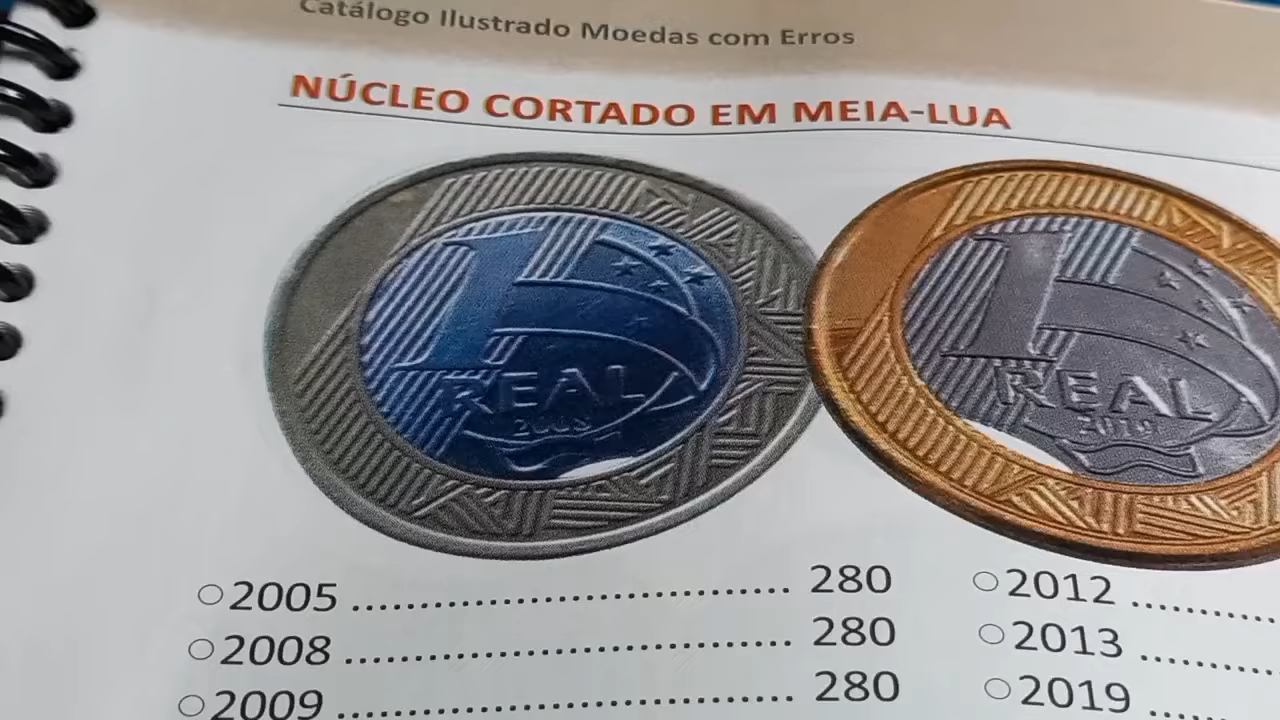 Catálogo Ilustrado Moedas com Erros
NÚCLEO CORTADO EM MEIA-LUA
1
REAL
2008
1
REAL
2019
2005 ........................................ 280
2008 ........................................ 280
2009 ........................................ 280
2012 .............
2013 ............
2019 ............